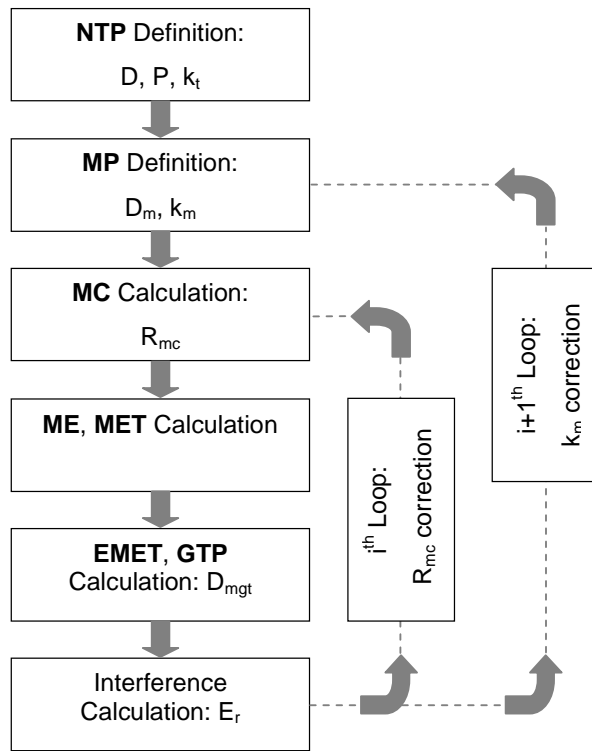 NTP Definition:
D, P, kt
MP Definition:
Dm, km
MC Calculation:
Rmc
ME, MET Calculation
EMET, GTP
Calculation: Dmgt
Interference
Calculation: Er
ith Loop:
Rmc correction
i+1th Loop:
km correction